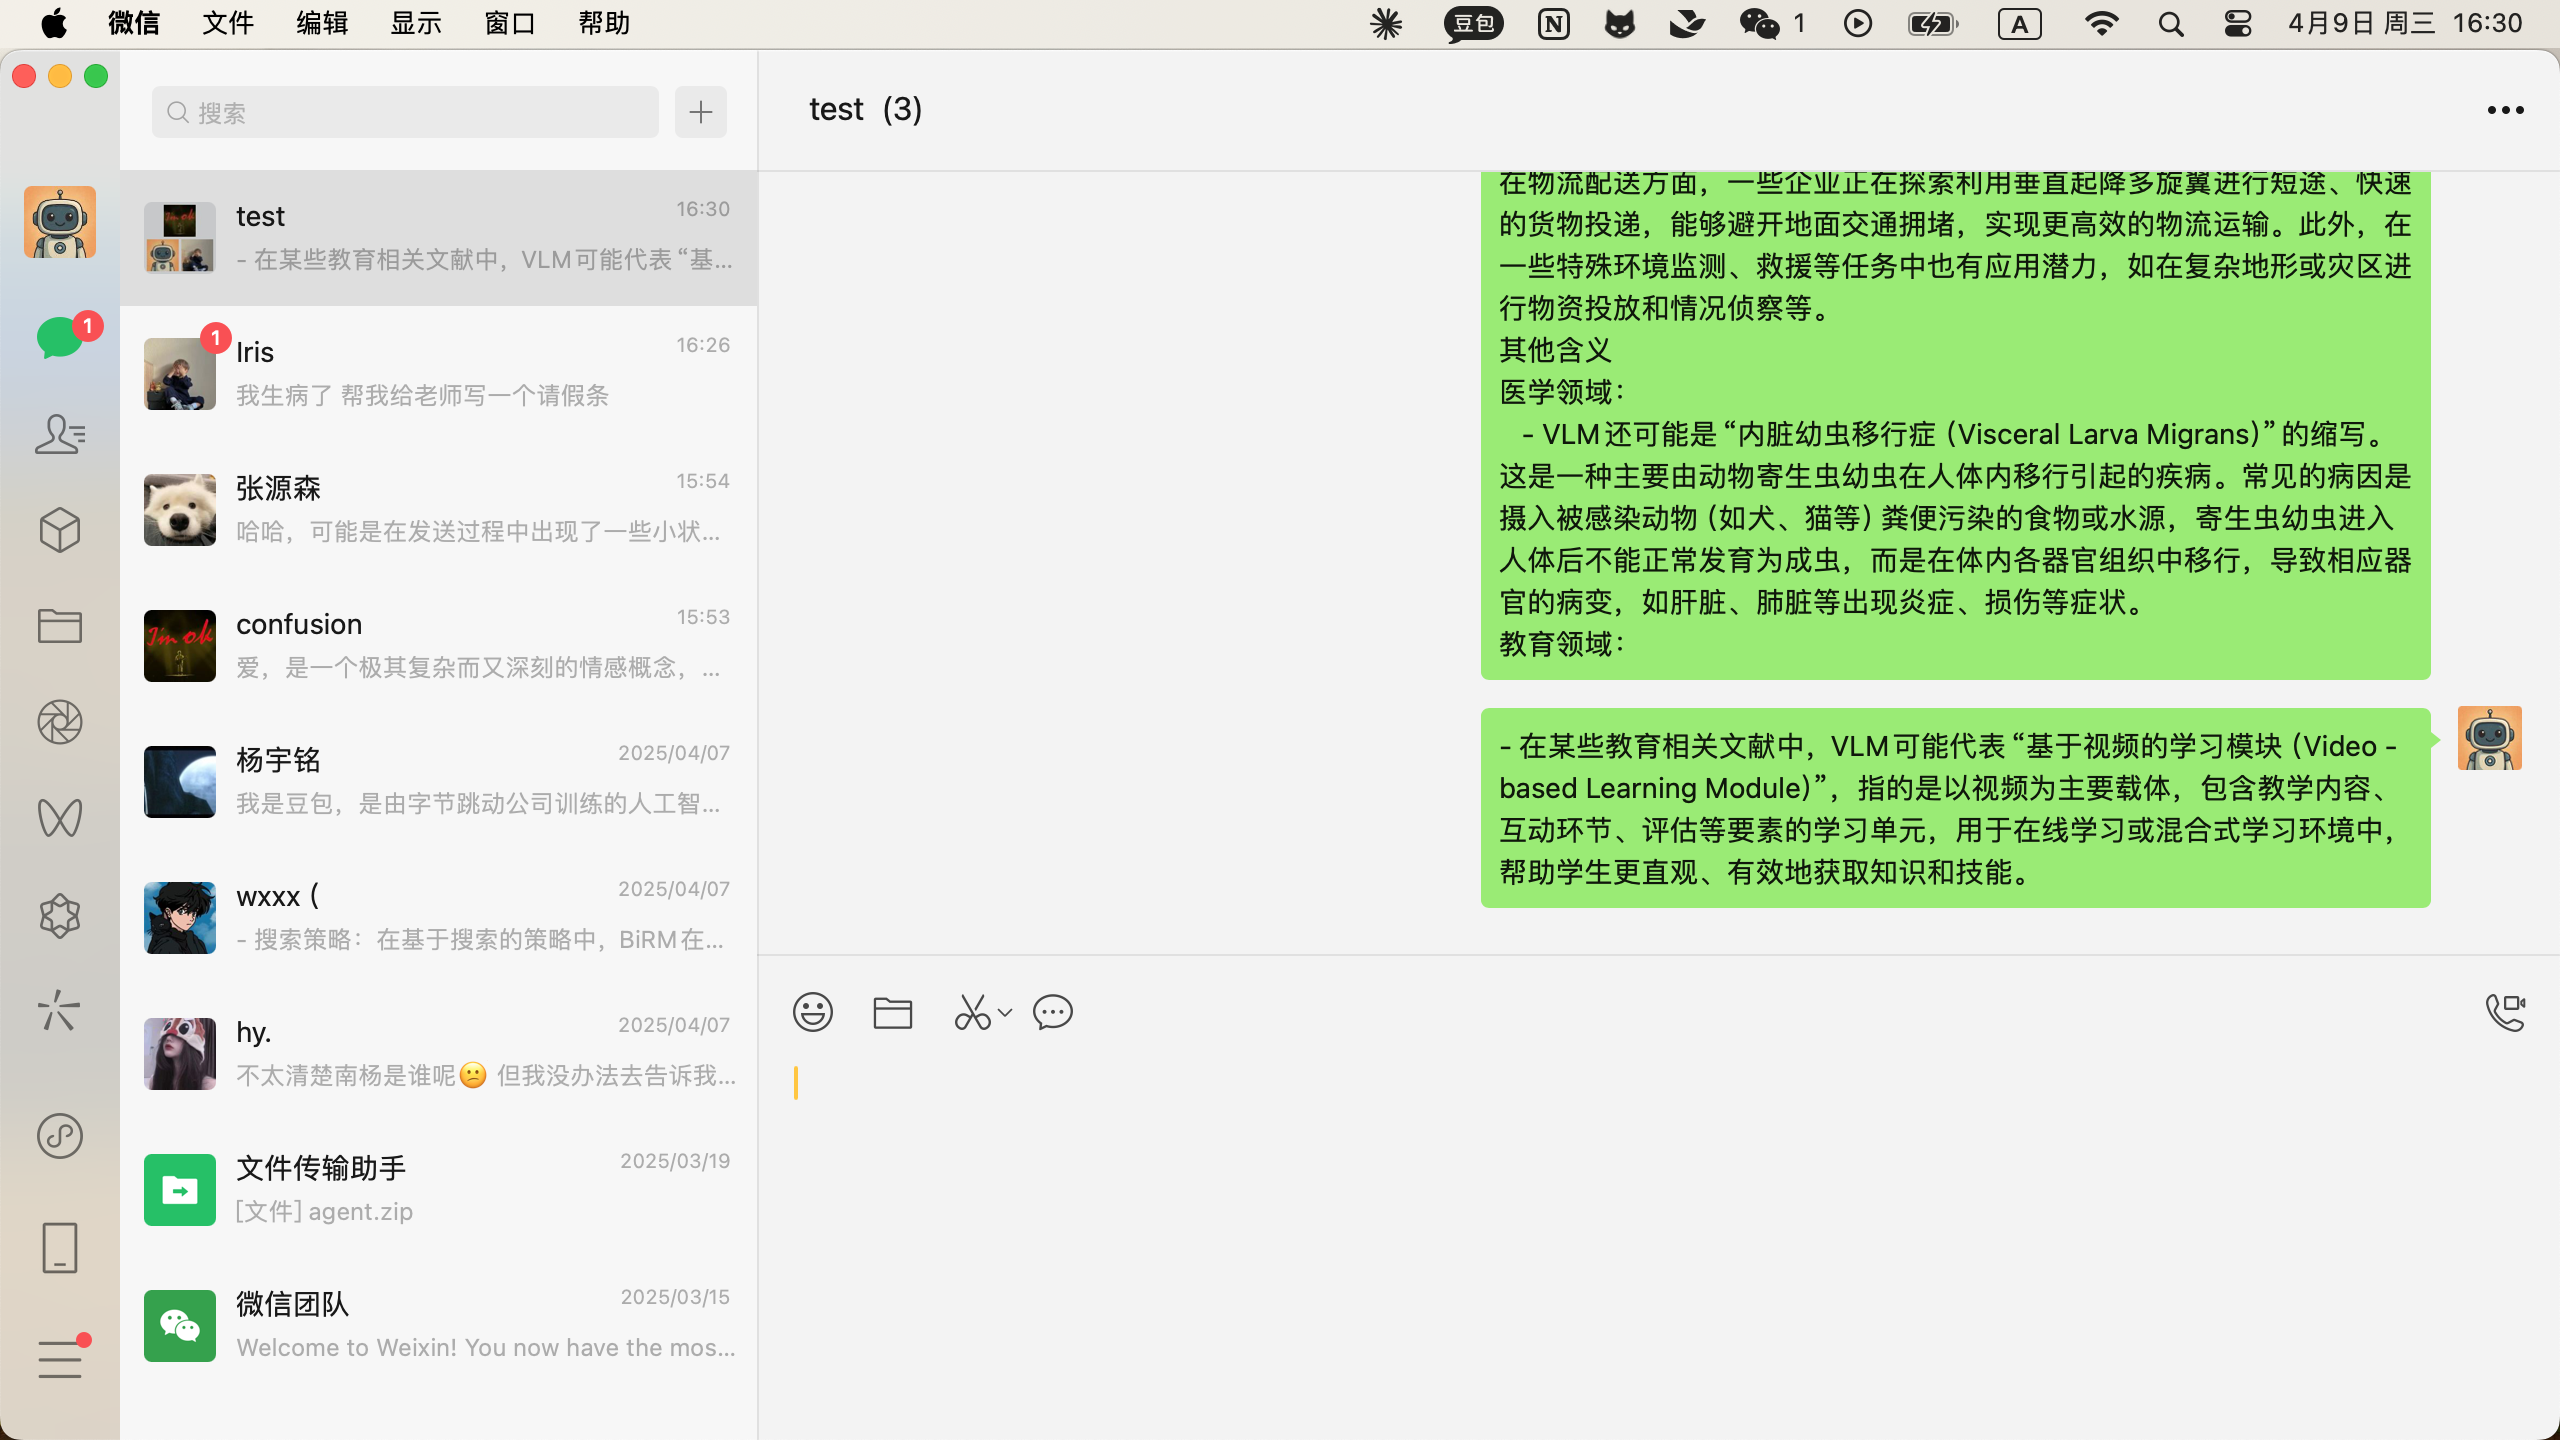 微信 文件 编辑 显示 窗口 帮助 豆包 N 1 A 4月9日 周三 16:30
搜索
test 16:30
- 在某些教育相关文献中，VLM可能代表“基...
1
1
Iris 16:26
我生病了 帮我给老师写一个请假条
张源森 15:54
哈哈，可能是在发送过程中出现了一些小状...
confusion 15:53
I'm ok
爱，是一个极其复杂而又深刻的情感概念，...
杨宇铭 2025/04/07
我是豆包，是由字节跳动公司训练的人工智...
wxxx ( 2025/04/07
- 搜索策略：在基于搜索的策略中，BiRM在...
hy. 2025/04/07
不太清楚南杨是谁呢😕 但我没办法去告诉我...
文件传输助手 2025/03/19
[文件] agent.zip
微信团队 2025/03/15
Welcome to Weixin! You now have the mos...
test (3)
在物流配送方面，一些企业正在探索利用垂直起降多旋翼进行短途、快速
的货物投递，能够避开地面交通拥堵，实现更高效的物流运输。此外，在
一些特殊环境监测、救援等任务中也有应用潜力，如在复杂地形或灾区进
行物资投放和情况侦察等。
其他含义
医学领域：
- VLM还可能是“内脏幼虫移行症（Visceral Larva Migrans）”的缩写。
这是一种主要由动物寄生虫幼虫在人体内移行引起的疾病。常见的病因是
摄入被感染动物（如犬、猫等）粪便污染的食物或水源，寄生虫幼虫进入
人体后不能正常发育为成虫，而是在体内各器官组织中移行，导致相应器
官的病变，如肝脏、肺脏等出现炎症、损伤等症状。
教育领域：
- 在某些教育相关文献中，VLM可能代表“基于视频的学习模块（Video -
based Learning Module）”，指的是以视频为主要载体，包含教学内容、
互动环节、评估等要素的学习单元，用于在线学习或混合式学习环境中，
帮助学生更直观、有效地获取知识和技能。